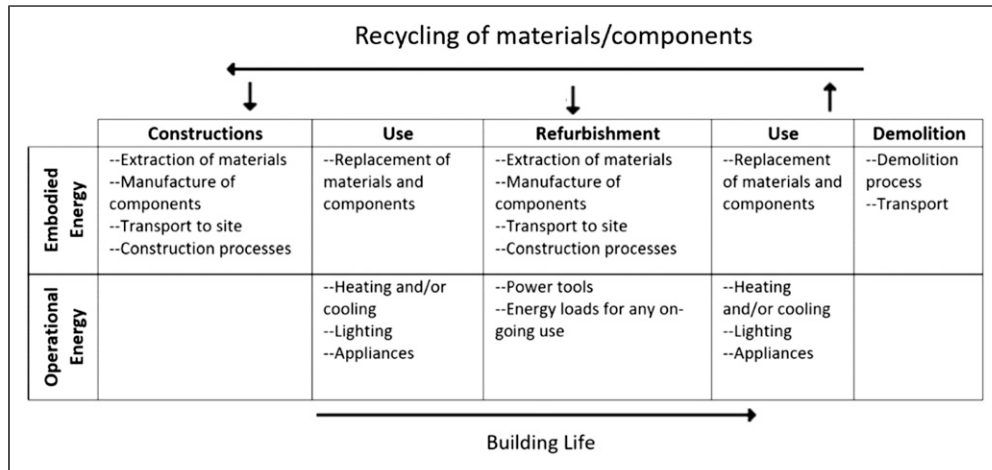 Recycling of materials/components
Constructions
Use
Refurbishment
Use
Demolition
Embodied
Energy
--Extraction of materials
--Manufacture of
components
--Transport to site
--Construction processes
--Replacement of
materials and
components
--Extraction of materials
--Manufacture of
components
--Transport to site
--Construction processes
--Replacement
of materials and
components
--Demolition
process
--Transport
Operational
Energy
--Heating and/or
cooling
--Lighting
--Appliances
--Power tools
--Energy loads for any on-
going use
--Heating
and/or cooling
--Lighting
--Appliances
Building Life